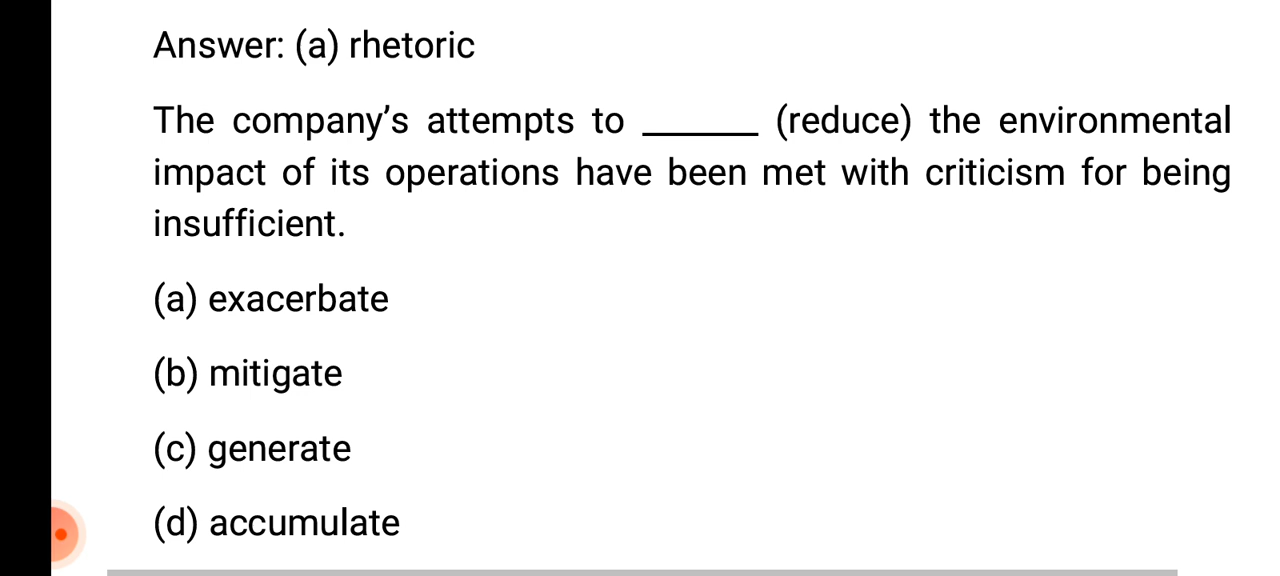 Answer: (a) rhetoric
The company’s attempts to ______ (reduce) the environmental
impact of its operations have been met with criticism for being
insufficient.
(a) exacerbate
(b) mitigate
(c) generate
(d) accumulate